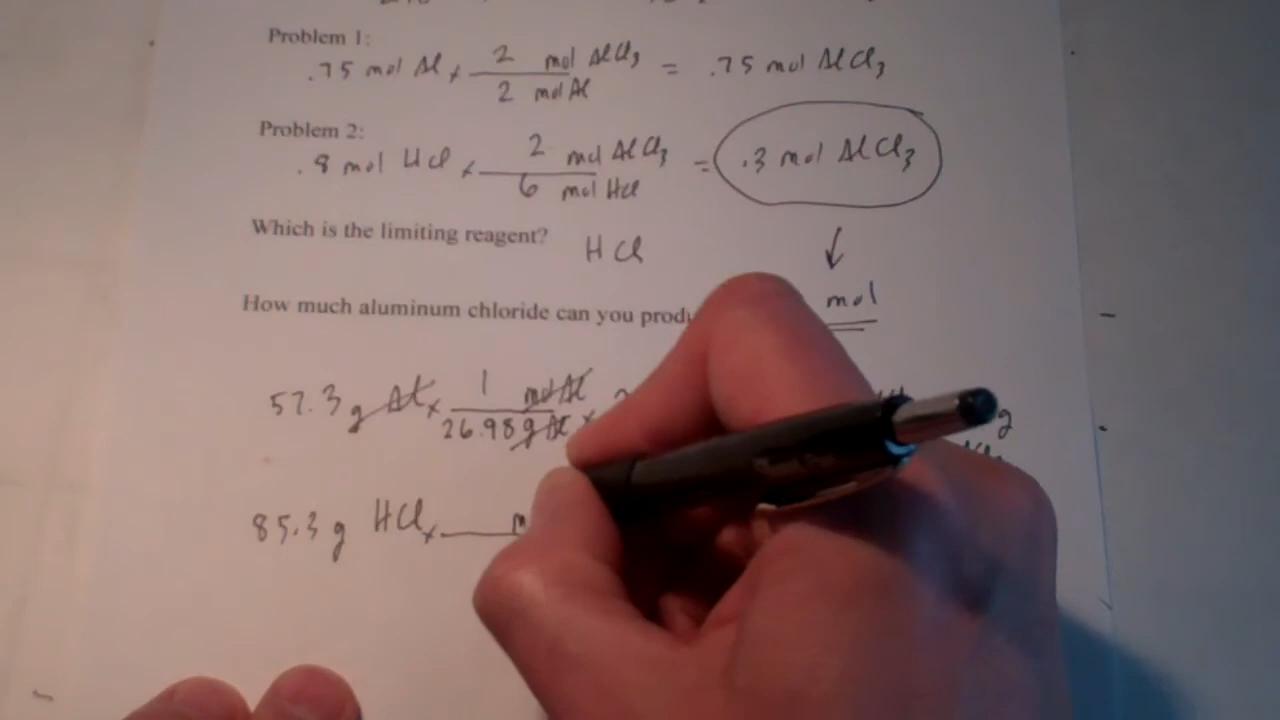 Problem 1:
.75 mol Al x 2 mol AlCl3 / 2 mol Al = .75 mol AlCl3
Problem 2:
.8 mol HCl x 2 mol AlCl3 / 6 mol HCl = .3 mol AlCl3
Which is the limiting reagent? HCl
↓
mol
How much aluminum chloride can you
57.3 g Al x 1 mol Al / 26.98 g Al x
g
85.3 g HCl x